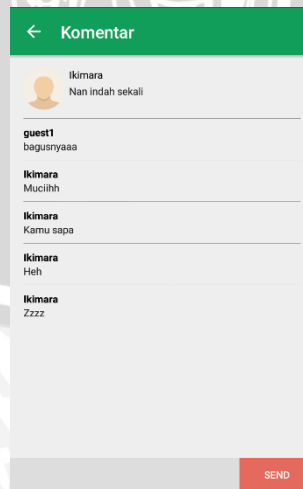 Komentar
Ikimara
Nan indah sekali
guest1
bagusnyaaa
Ikimara
Muciihh
Ikimara
Kamu sapa
Ikimara
Heh
Ikimara
Zzzz
SEND